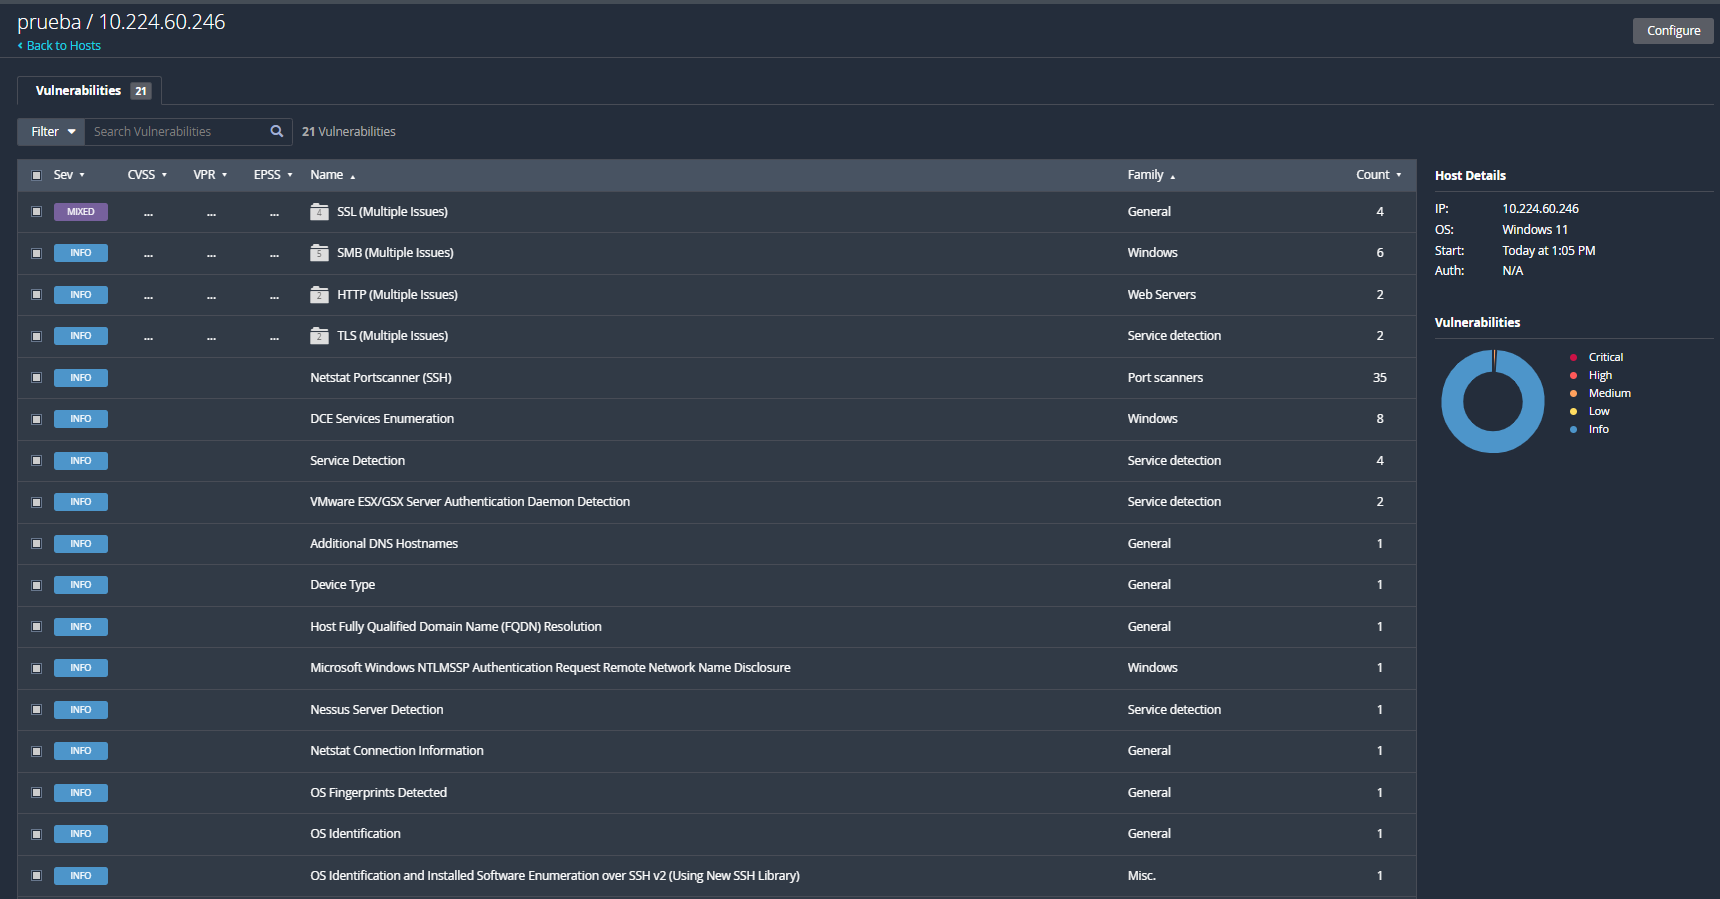 prueba / 10.224.60.246
Back to Hosts
Configure
Vulnerabilities 21
Filter Search Vulnerabilities 21 Vulnerabilities
Sev CVSS VPR EPSS Name Family Count
MIXED ... ... ... 4 SSL (Multiple Issues) General 4
INFO ... ... ... 5 SMB (Multiple Issues) Windows 6
INFO ... ... ... 2 HTTP (Multiple Issues) Web Servers 2
INFO ... ... ... 2 TLS (Multiple Issues) Service detection 2
INFO Netstat Portscanner (SSH) Port scanners 35
INFO DCE Services Enumeration Windows 8
INFO Service Detection Service detection 4
INFO VMware ESX/GSX Server Authentication Daemon Detection Service detection 2
INFO Additional DNS Hostnames General 1
INFO Device Type General 1
INFO Host Fully Qualified Domain Name (FQDN) Resolution General 1
INFO Microsoft Windows NTLMSSP Authentication Request Remote Network Name Disclosure Windows 1
INFO Nessus Server Detection Service detection 1
INFO Netstat Connection Information General 1
INFO OS Fingerprints Detected General 1
INFO OS Identification General 1
INFO OS Identification and Installed Software Enumeration over SSH v2 (Using New SSH Library) Misc. 1
Host Details
IP: 10.224.60.246
OS: Windows 11
Start: Today at 1:05 PM
Auth: N/A
Vulnerabilities
Critical
High
Medium
Low
Info